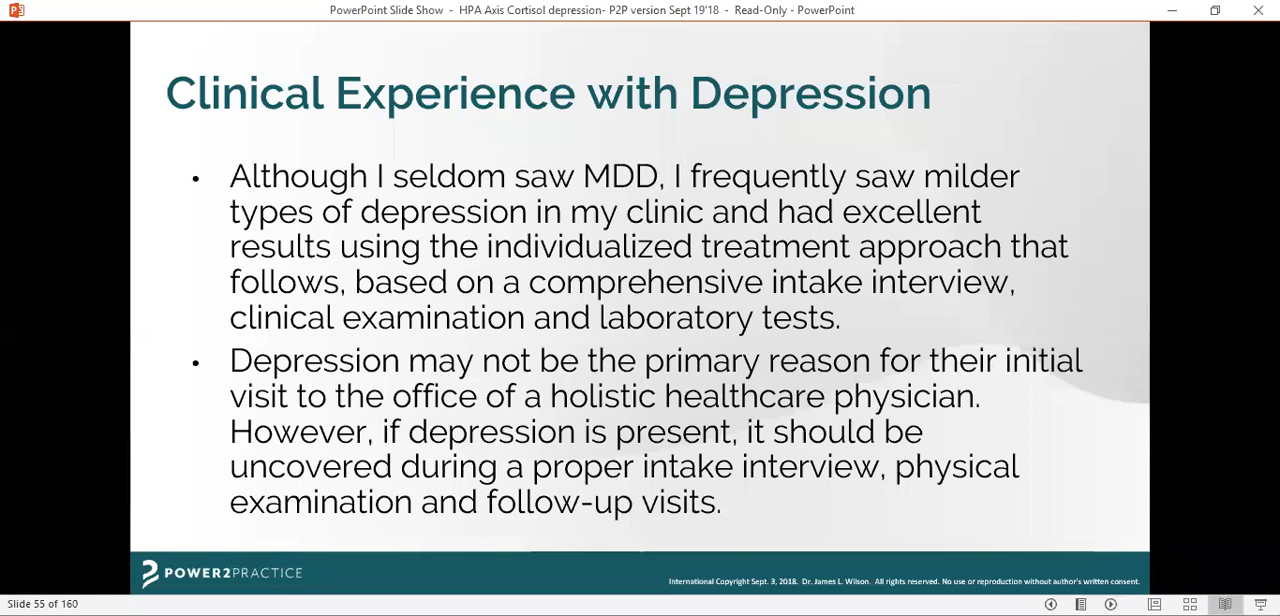 PowerPoint Slide Show - HPA Axis Cortisol depression- P2P version Sept 19'18 - Read-Only - PowerPoint
Clinical Experience with Depression
• Although I seldom saw MDD, I frequently saw milder
types of depression in my clinic and had excellent
results using the individualized treatment approach that
follows, based on a comprehensive intake interview,
clinical examination and laboratory tests.
• Depression may not be the primary reason for their initial
visit to the office of a holistic healthcare physician.
However, if depression is present, it should be
uncovered during a proper intake interview, physical
examination and follow-up visits.
POWER2PRACTICE
International Copyright Sept. 3, 2018. Dr. James L. Wilson. All rights reserved. No use or reproduction without author's written consent.
Slide 55 of 160